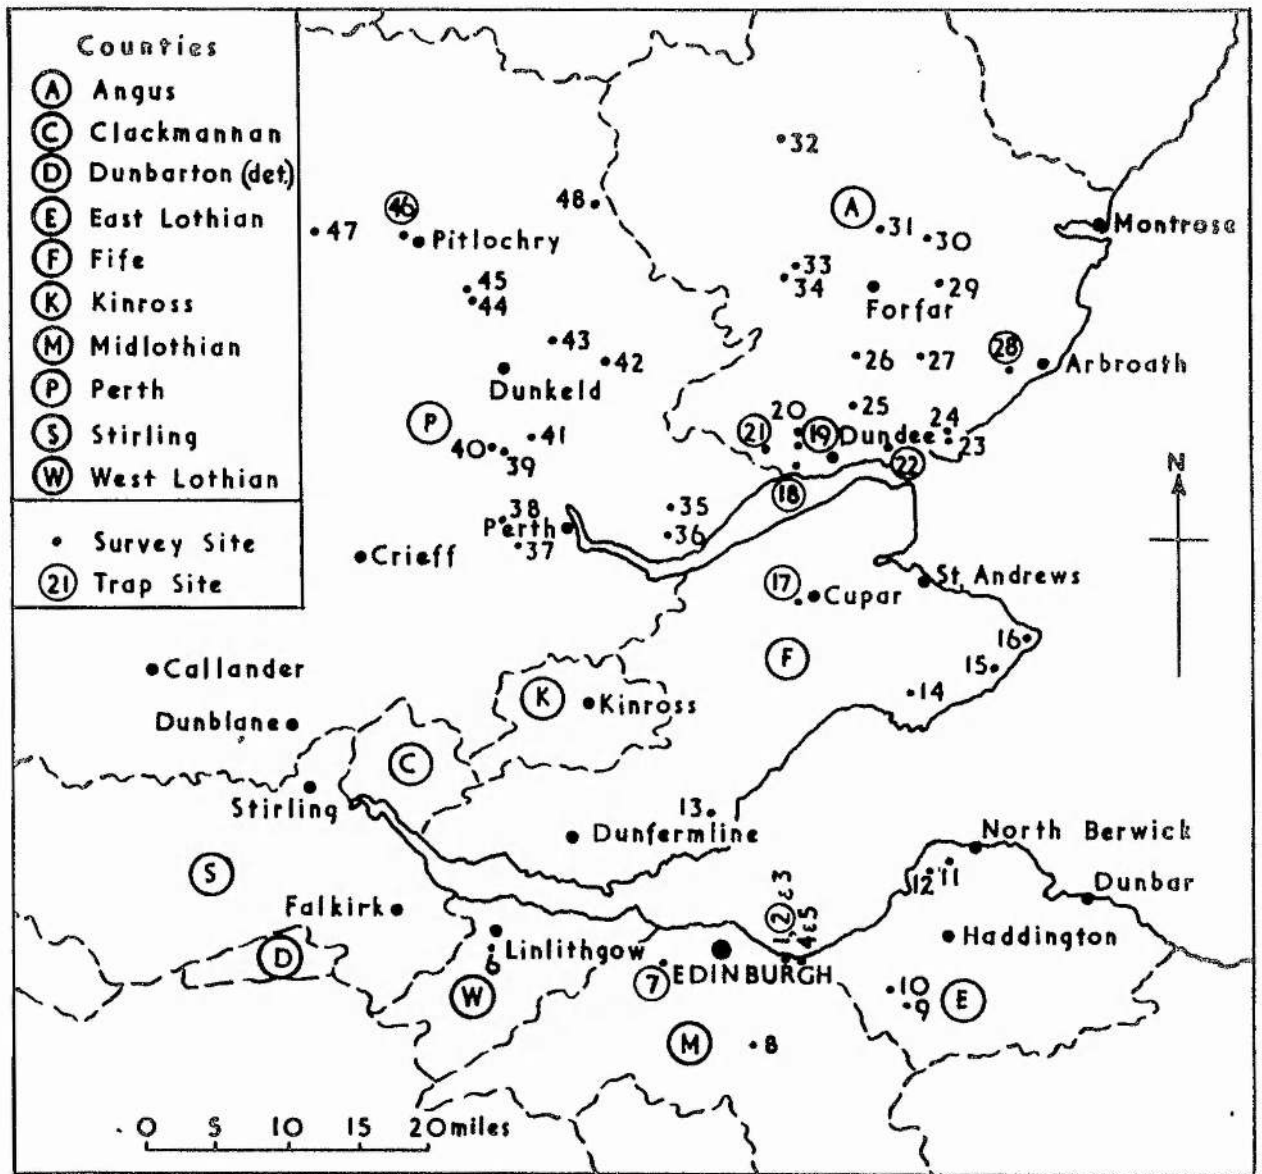 Counties
A Angus
C Clackmannan
D Dunbarton (det.)
E East Lothian
F Fife
K Kinross
M Midlothian
P Perth
S Stirling
W West Lothian
• Survey Site
21 Trap Site
32
48
46
A
47
Pitlochry
31
30
Montrose
45
33
44
34
29
Forfar
43
42
26
27
28
Arbroath
Dunkeld
25
P
20
24
41
21
19
Dundee
23
40
39
22
18
38
35
Perth
36
N
37
Crieff
17
Cupar
St. Andrews
16
F
15
Callander
14
K
Kinross
Dunblane
C
Stirling
13
Dunfermline
North Berwick
S
12
11
Dunbar
1,2 & 3
4 & 5
Falkirk
Linlithgow
Haddington
D
6
7
EDINBURGH
W
10
9
E
M
8
0 5 10 15 20 miles